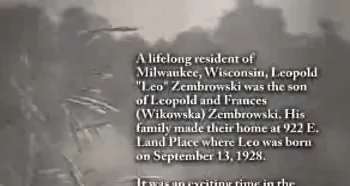 A lifelong resident of
Milwaukee, Wisconsin, Leopold
"Leo" Zembrowski was the son
of Leopold and Frances
(Wikowska) Zembrowski. His
family made their home at 922 E.
Land Place where Leo was born
on September 13, 1928.
It was an exciting time in the